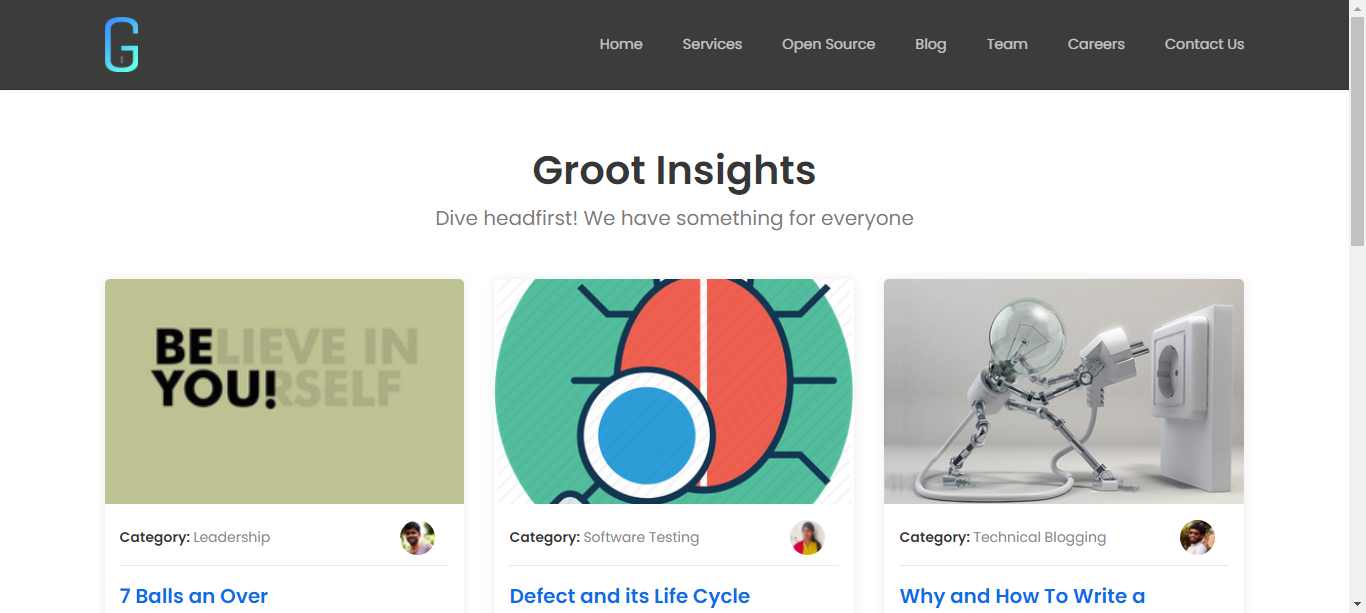 G
Home Services Open Source Blog Team Careers Contact Us
Groot Insights
Dive headfirst! We have something for everyone
BELIEVE IN
YOU!RSELF
Category: Leadership
7 Balls an Over
Category: Software Testing
Defect and its Life Cycle
Category: Technical Blogging
Why and How To Write a